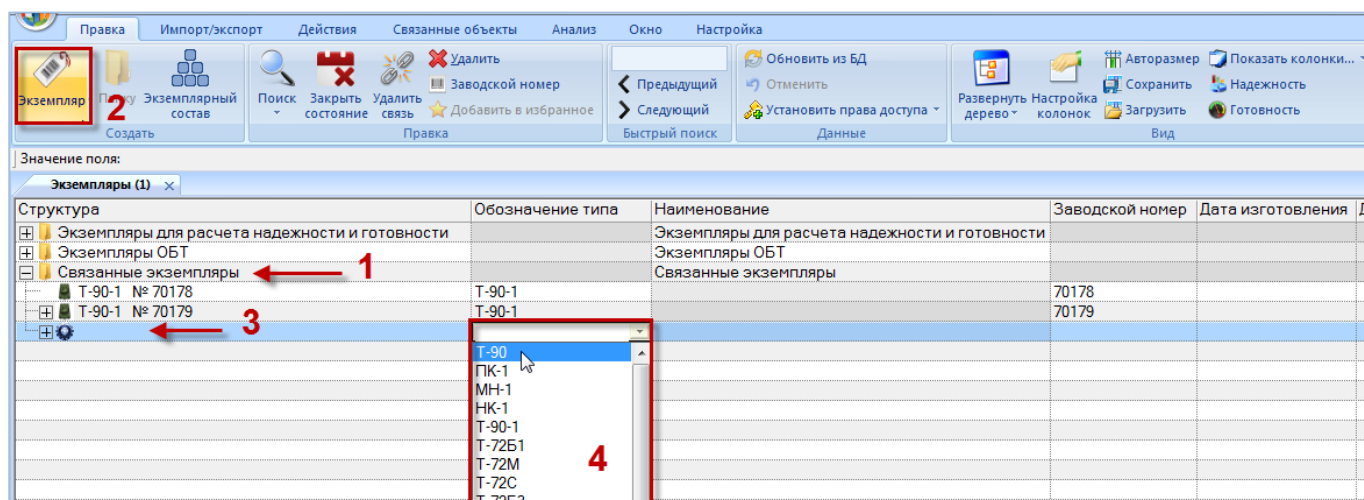 Правка Импорт/экспорт Действия Связанные объекты Анализ Окно Настройка
Удалить Обновить из БД Авторазмер Показать колонки...
Заводской номер Предыдущий Отменить Сохранить Надежность
Экземпляр 2 Экземплярный состав Поиск Закрыть состояние Удалить связь Добавить в избранное Следующий Установить права доступа Развернуть дерево Настройка колонок Загрузить Готовность
Создать Правка Быстрый поиск Данные Вид
Значение поля:
Экземпляры (1)
Структура Обозначение типа Наименование Заводской номер Дата изготовления
Экземпляры для расчета надежности и готовности Экземпляры для расчета надежности и готовности
Экземпляры ОБТ Экземпляры ОБТ
Связанные экземпляры 1 Связанные экземпляры
Т-90-1 № 70178 Т-90-1 70178
Т-90-1 № 70179 Т-90-1 70179
3
Т-90
ПК-1
МН-1
НК-1
Т-90-1
Т-72Б1
Т-72М 4
Т-72С